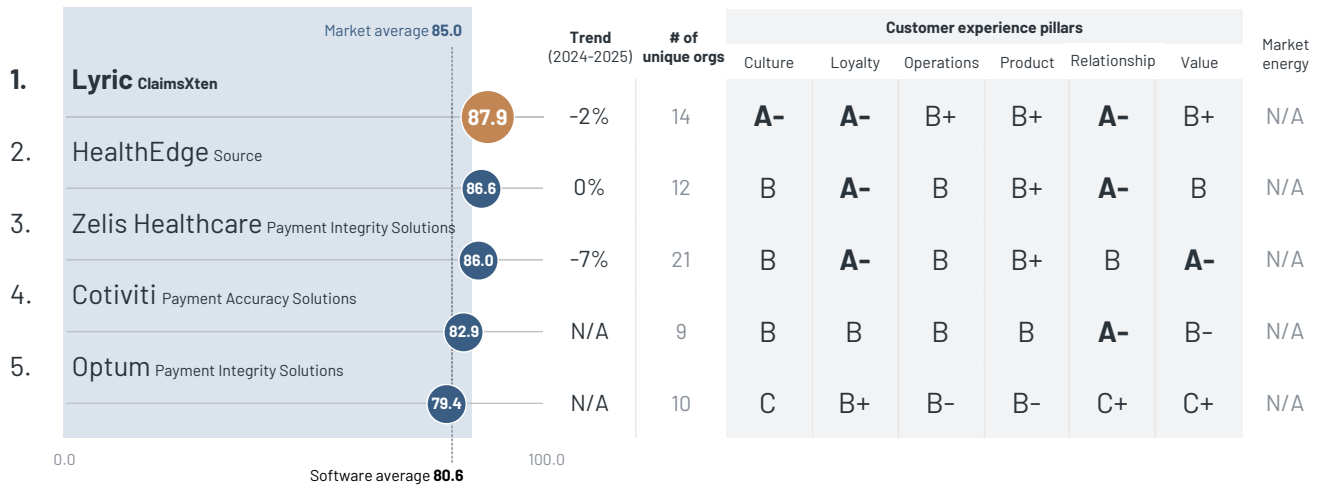 Market average 85.0
Trend
(2024-2025)
# of
unique orgs
Customer experience pillars
Culture Loyalty Operations Product Relationship Value
Market
energy
1. Lyric ClaimsXten
87.9 -2% 14 A- A- B+ B+ A- B+ N/A
2. HealthEdge Source
86.6 0% 12 B A- B B+ A- B N/A
3. Zelis Healthcare Payment Integrity Solutions
86.0 -7% 21 B A- B B+ B A- N/A
4. Cotiviti Payment Accuracy Solutions
82.9 N/A 9 B B B B A- B- N/A
5. Optum Payment Integrity Solutions
79.4 N/A 10 C B+ B- B- C+ C+ N/A
0.0 100.0
Software average 80.6